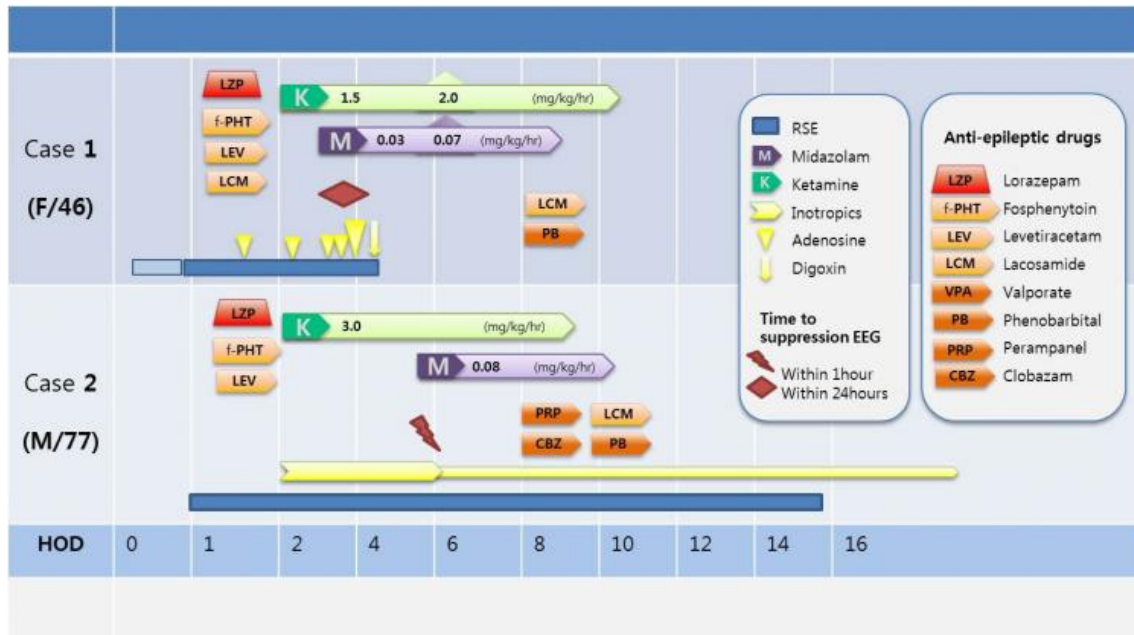 LZP
K 1.5 2.0 (mg/kg/hr)
f-PHT
M 0.03 0.07 (mg/kg/hr)
LEV
LCM
Case 1
(F/46)
LCM
PB
LZP
K 3.0 (mg/kg/hr)
f-PHT
M 0.08 (mg/kg/hr)
LEV
Case 2
(M/77)
PRP LCM
CBZ PB
HOD 0 1 2 4 6 8 10 12 14 16
RSE
M Midazolam
K Ketamine
Inotropics
Adenosine
Digoxin
Time to
suppression EEG
Within 1hour
Within 24hours
Anti-epileptic drugs
LZP Lorazepam
f-PHT Fosphenytoin
LEV Levetiracetam
LCM Lacosamide
VPA Valporate
PB Phenobarbital
PRP Perampanel
CBZ Clobazam